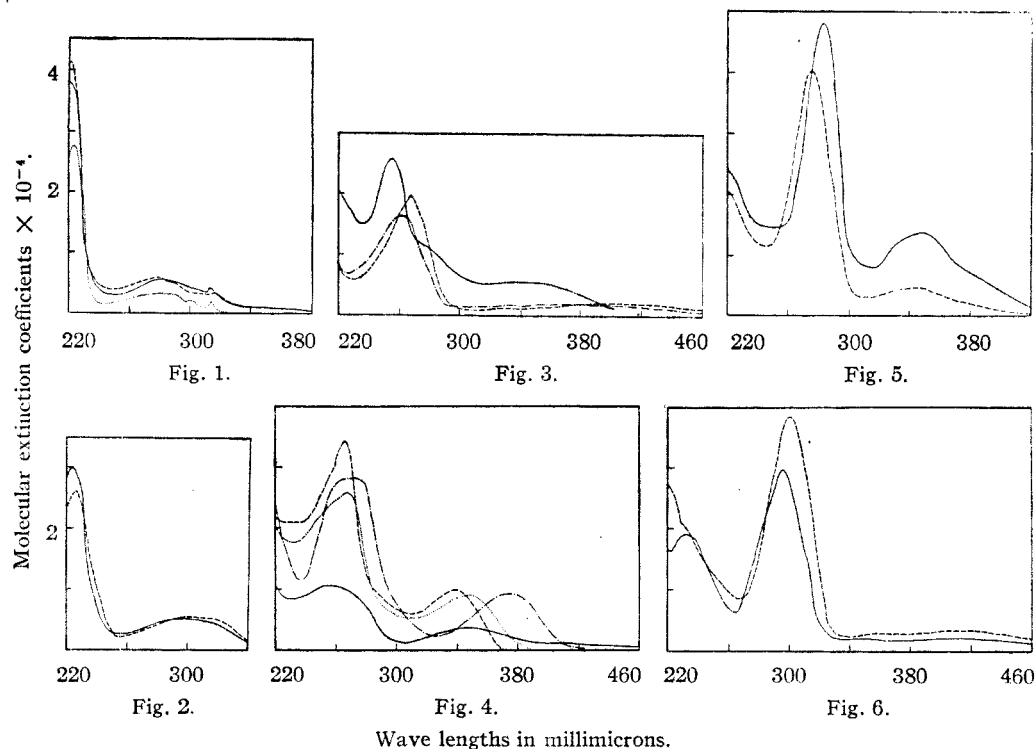 Molecular extinction coefficients × 10⁻⁴.
4
2
220 300 380
Fig. 1.
220 300 460
Fig. 3.
220 300 380
Fig. 5.
2
220 300
Fig. 2.
220 300 380 460
Fig. 4.
220 300 460
Fig. 6.
Wave lengths in millimicrons.